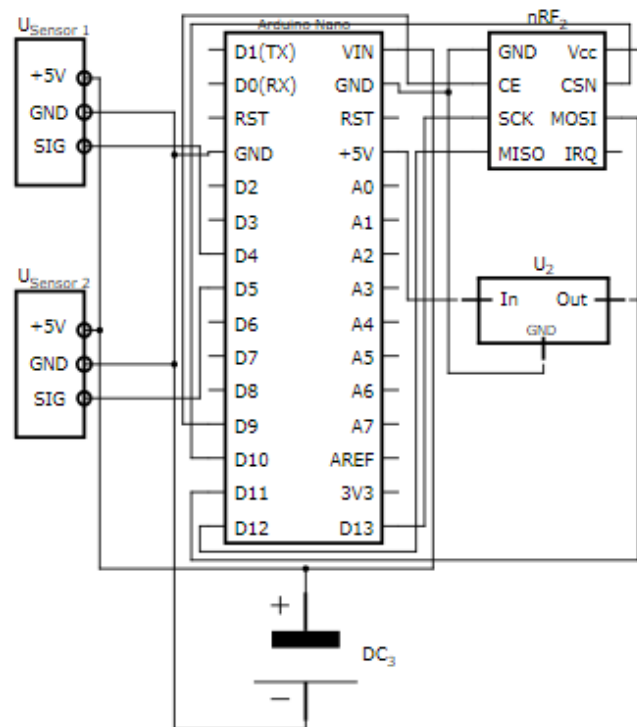 U Sensor 1
+5V
GND
SIG
U Sensor 2
+5V
GND
SIG
Arduino Nano
D1(TX) VIN
D0(RX) GND
RST RST
GND +5V
D2 A0
D3 A1
D4 A2
D5 A3
D6 A4
D7 A5
D8 A6
D9 A7
D10 AREF
D11 3V3
D12 D13
nRF2
GND Vcc
CE CSN
SCK MOSI
MISO IRQ
U2
In Out
GND
+
DC3
−